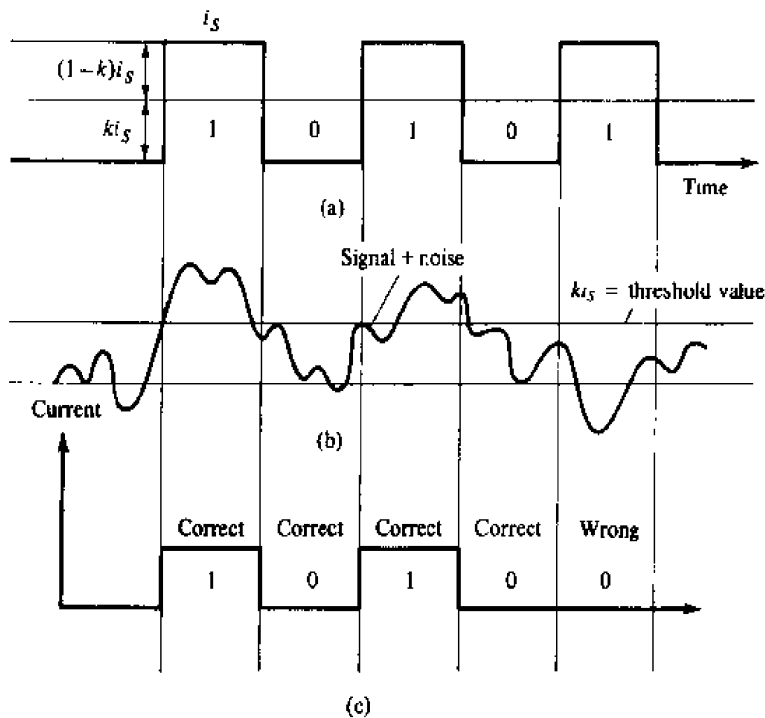 i_S
(1-k)i_S
ki_S
1 0 1 0 1
Time
(a)
Signal + noise
ki_S = threshold value
Current
(b)
Correct Correct Correct Correct Wrong
1 0 1 0 0
(c)